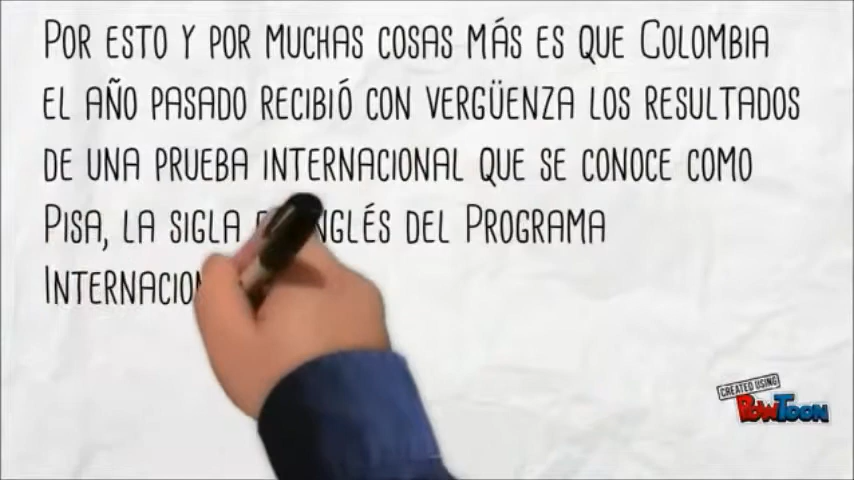 Por esto y por muchas cosas más es que Colombia
el año pasado recibió con vergüenza los resultados
de una prueba internacional que se conoce como
Pisa, la sigla inglés del Programa
CREATED USING
PowToon